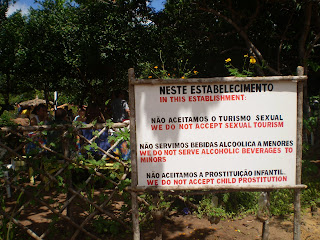 NESTE ESTABELECIMENTO
IN THIS ESTABLISHMENT:
NÃO ACEITAMOS O TURISMO SEXUAL
WE DO NOT ACCEPT SEXUAL TOURISM
NÃO SERVIMOS BEBIDAS ALCOOLICA A MENORES
WE DO NOT SERVE ALCOHOLIC BEVERAGES TO
MINORS
NÃO ACEITAMOS A PROSTITUIÇÃO INFANTIL
WE DO NOT ACCEPT CHILD PROSTITUTION